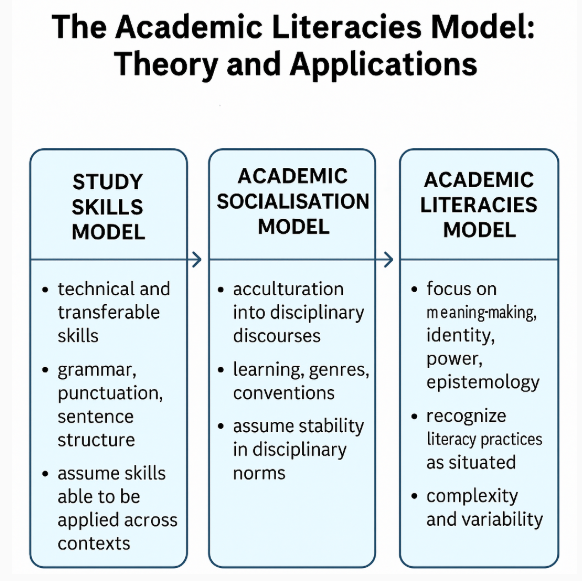 The Academic Literacies Model:
Theory and Applications
STUDY
SKILLS
MODEL
• technical and
transferable
skills
• grammar,
punctuation,
sentence
structure
• assume skills
able to be
applied across
contexts
ACADEMIC
SOCIALISATION
MODEL
• acculturation
into disciplinary
discourses
• learning, genres,
conventions
• assume stability
in disciplinary
norms
ACADEMIC
LITERACIES
MODEL
• focus on
meaning-making,
identity,
power,
epistemology
• recognize
literacy practices
as situated
• complexity
and variability